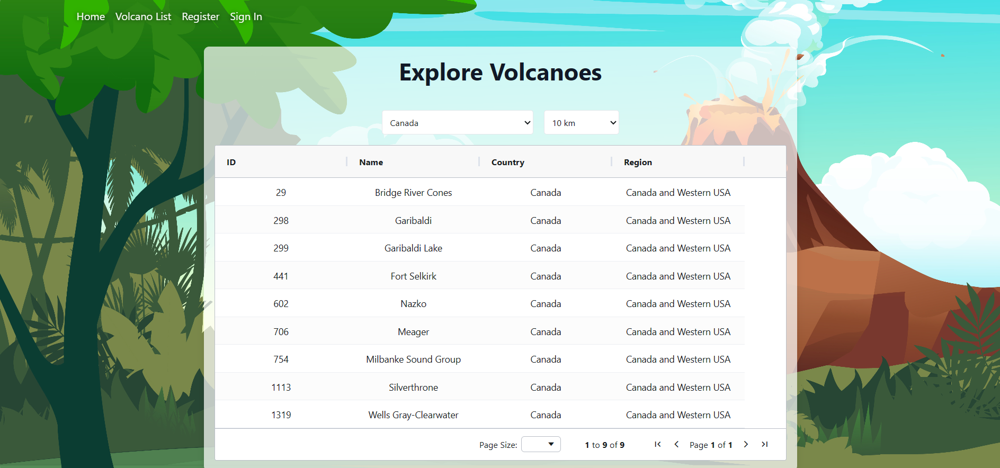 Home Volcano List Register Sign In
Explore Volcanoes
Canada 10 km
ID Name Country Region
29 Bridge River Cones Canada Canada and Western USA
298 Garibaldi Canada Canada and Western USA
299 Garibaldi Lake Canada Canada and Western USA
441 Fort Selkirk Canada Canada and Western USA
602 Nazko Canada Canada and Western USA
706 Meager Canada Canada and Western USA
754 Milbanke Sound Group Canada Canada and Western USA
1113 Silverthrone Canada Canada and Western USA
1319 Wells Gray-Clearwater Canada Canada and Western USA
Page Size: 1 to 9 of 9 Page 1 of 1